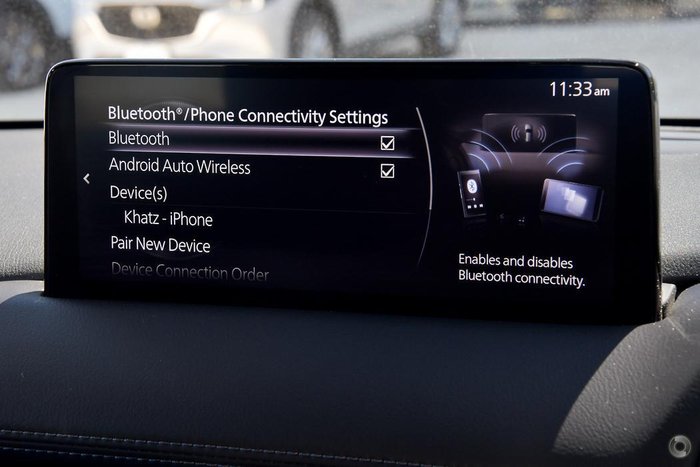 11:33am
Bluetooth®/Phone Connectivity Settings
Bluetooth
Android Auto Wireless
Device(s)
Khatz - iPhone
Pair New Device
Device Connection Order
Enables and disables
Bluetooth connectivity.